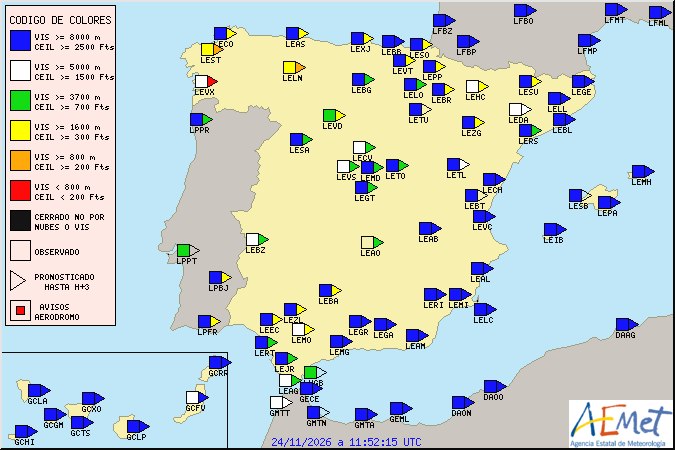 CODIGO DE COLORES
VIS >= 8000 m
CEIL >= 2500 Fts
VIS >= 5000 m
CEIL >= 1500 Fts
VIS >= 3700 m
CEIL >= 700 Fts
VIS >= 1600 m
CEIL >= 300 Fts
VIS >= 800 m
CEIL >= 200 Fts
VIS < 800 m
CEIL < 200 Fts
CERRADO NO POR
NUBES O VIS
OBSERVADO
PRONOSTICADO
HASTA H+3
AVISOS
AERODROMO
LFBO
LFMT
LFML
LFBZ
LECO
LEAS
LEXJ
LEBB
LESO
LFBP
LFMP
LEST
LEVT
LEPP
LELN
LEVX
LEBG
LELO
LEBR
LEHC
LESU
LEGE
LELL
LPPR
LEVD
LETU
LEZG
LEDA
LERS
LEBL
LESA
LECV
LEVS
LEMD
LETO
LETL
LEMH
LEGT
LECH
LEBT
LESB
LEPA
LEVC
LEBZ
LEAO
LEAB
LEIB
LPPT
LPBJ
LEAL
LEBA
LERI
LEMI
LELC
LPFR
LEEC
LEZL
LEMO
LEGR
LEGA
LEAM
DAAG
LERT
LEMG
LEJR
GCRR
LEAG
LXGB
GECE
DAOO
GCLA
GCXO
GCFV
GMTT
GMTN
GMTA
GEML
DAON
GCGM
GCTS
GCLP
GCHI
24/11/2026 a 11:52:15 UTC
AEMet
Agencia Estatal de Meteorología